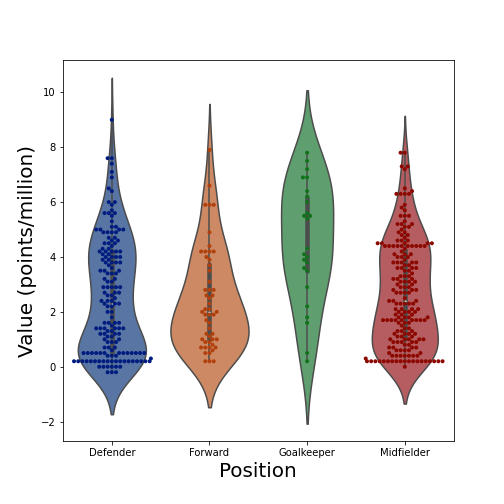 10
8
6
4
2
0
−2
Value (points/million)
Defender
Forward
Goalkeeper
Midfielder
Position